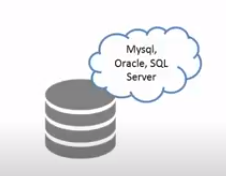 Mysql,
Oracle, SQL
Server